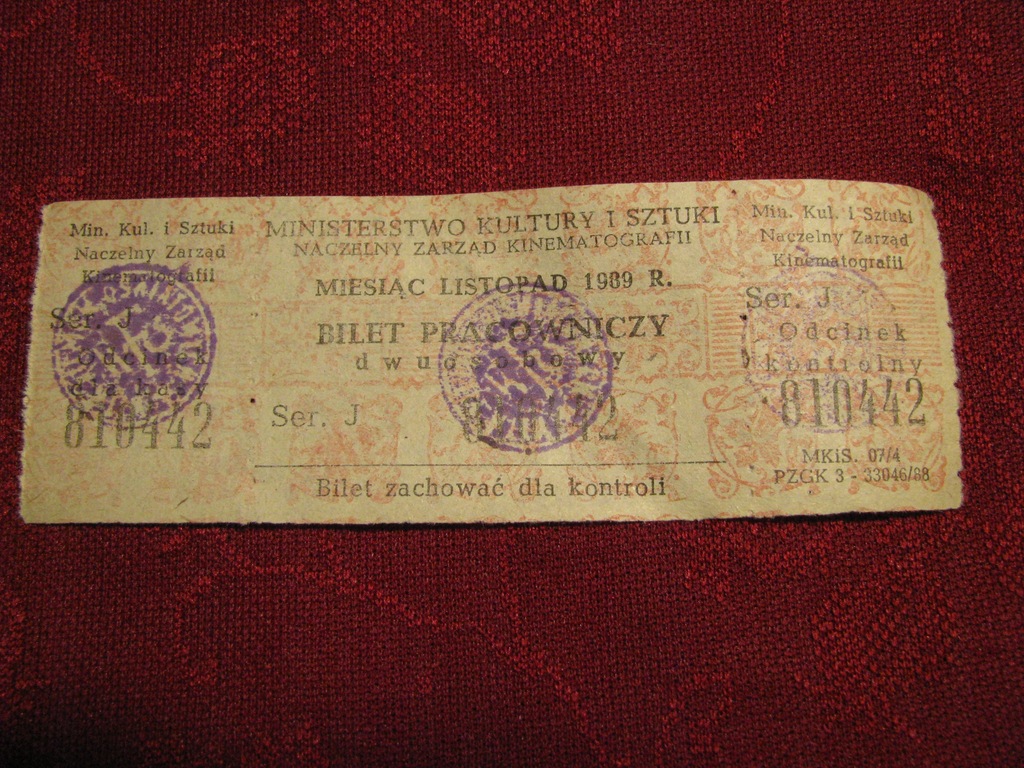 Min. Kul. i Sztuki
Naczelny Zarząd
Kinematografii
Ser. J
Odcinek
dla kasy
810442
MINISTERSTWO KULTURY I SZTUKI
NACZELNY ZARZĄD KINEMATOGRAFII
MIESIĄC LISTOPAD 1989 R.
BILET PRACOWNICZY
dwuosobowy
Ser. J
810442
Bilet zachować dla kontroli
Min. Kul. i Sztuki
Naczelny Zarząd
Kinematografii
Ser. J
Odcinek
kontrolny
810442
MKiS. 07/4
PZGK 3 - 33046/88